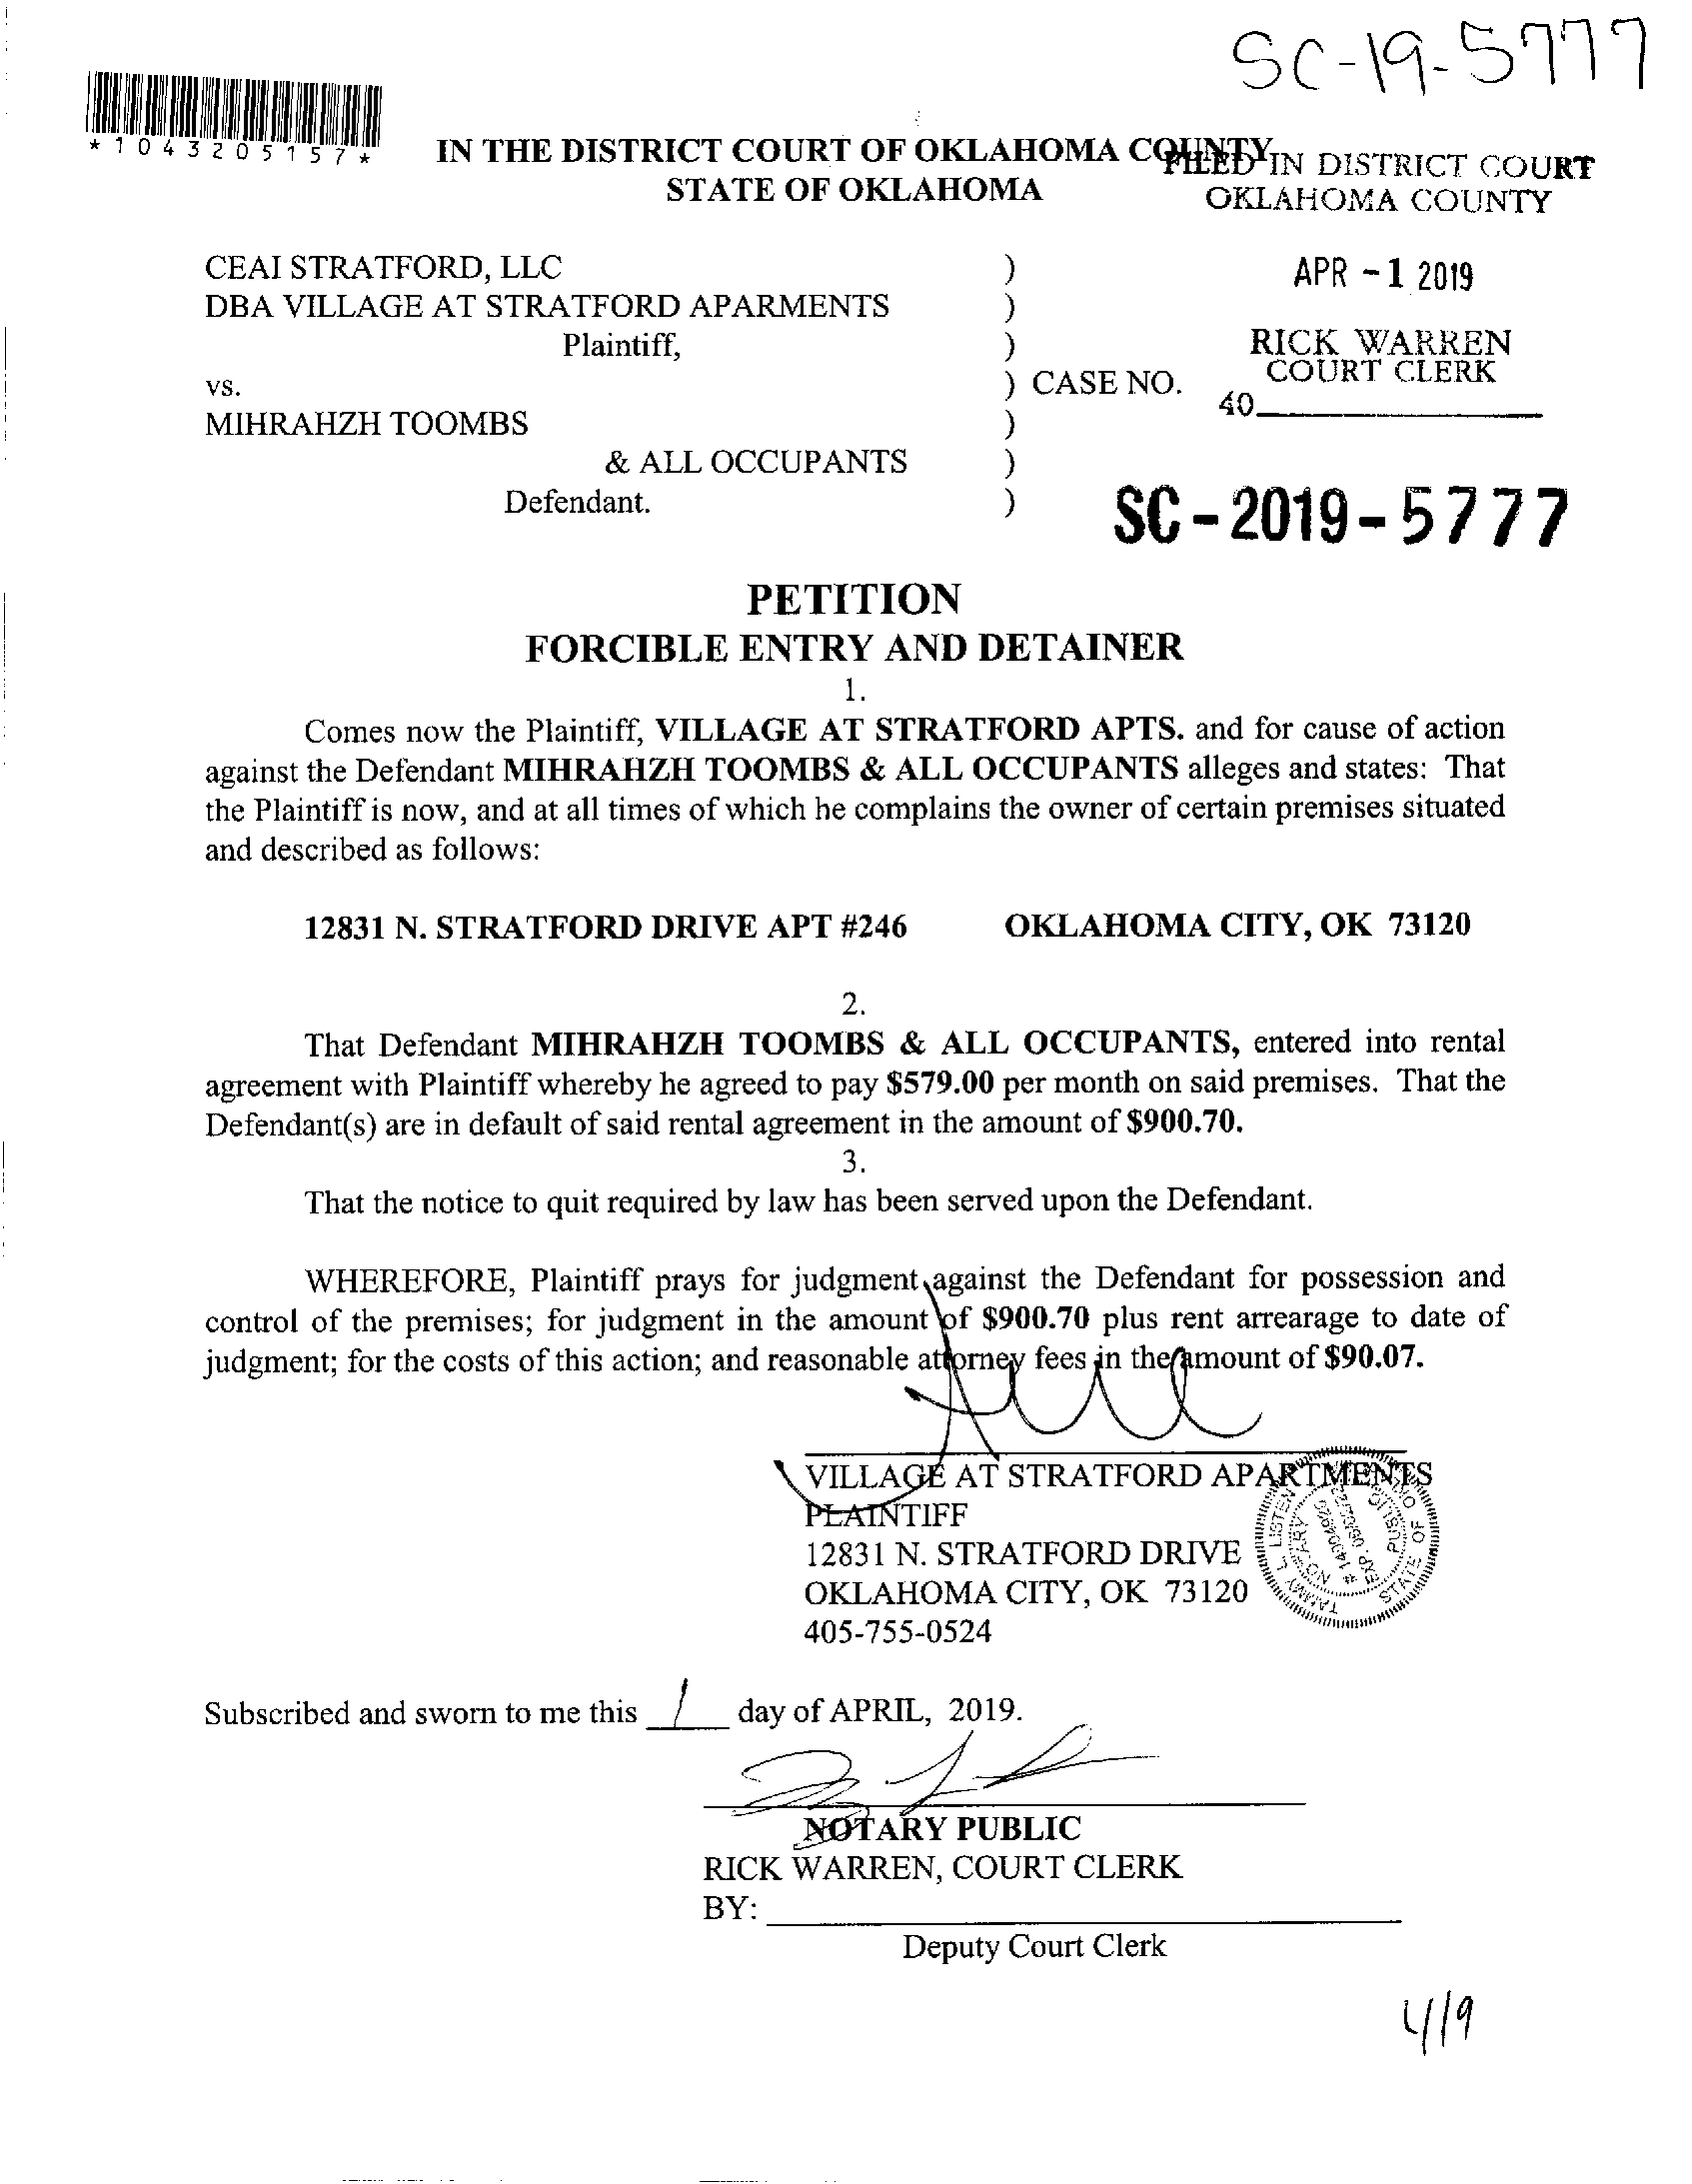 SC-19-5777
*1043205157*
IN THE DISTRICT COURT OF OKLAHOMA COUNTY
STATE OF OKLAHOMA
FILED IN DISTRICT COURT
OKLAHOMA COUNTY
CEAI STRATFORD, LLC )
APR -1 2019
DBA VILLAGE AT STRATFORD APARMENTS )
Plaintiff, )
RICK WARREN
COURT CLERK
vs. ) CASE NO.
40
MIHRAHZH TOOMBS )
& ALL OCCUPANTS )
Defendant. )
SC-2019-5777
PETITION
FORCIBLE ENTRY AND DETAINER
1.
Comes now the Plaintiff, VILLAGE AT STRATFORD APTS. and for cause of action
against the Defendant MIHRAHZH TOOMBS & ALL OCCUPANTS alleges and states: That
the Plaintiff is now, and at all times of which he complains the owner of certain premises situated
and described as follows:
12831 N. STRATFORD DRIVE APT #246 OKLAHOMA CITY, OK 73120
2.
That Defendant MIHRAHZH TOOMBS & ALL OCCUPANTS, entered into rental
agreement with Plaintiff whereby he agreed to pay $579.00 per month on said premises. That the
Defendant(s) are in default of said rental agreement in the amount of $900.70.
3.
That the notice to quit required by law has been served upon the Defendant.
WHEREFORE, Plaintiff prays for judgment against the Defendant for possession and
control of the premises; for judgment in the amount of $900.70 plus rent arrearage to date of
judgment; for the costs of this action; and reasonable attorney fees in the amount of $90.07.
VILLAGE AT STRATFORD APARTMENTS
PLAINTIFF
12831 N. STRATFORD DRIVE
OKLAHOMA CITY, OK 73120
405-755-0524
TAMMY L. LISTEN
NOTARY PUBLIC
STATE OF
Subscribed and sworn to me this 1 day of APRIL, 2019.
NOTARY PUBLIC
RICK WARREN, COURT CLERK
BY:
Deputy Court Clerk
4/19